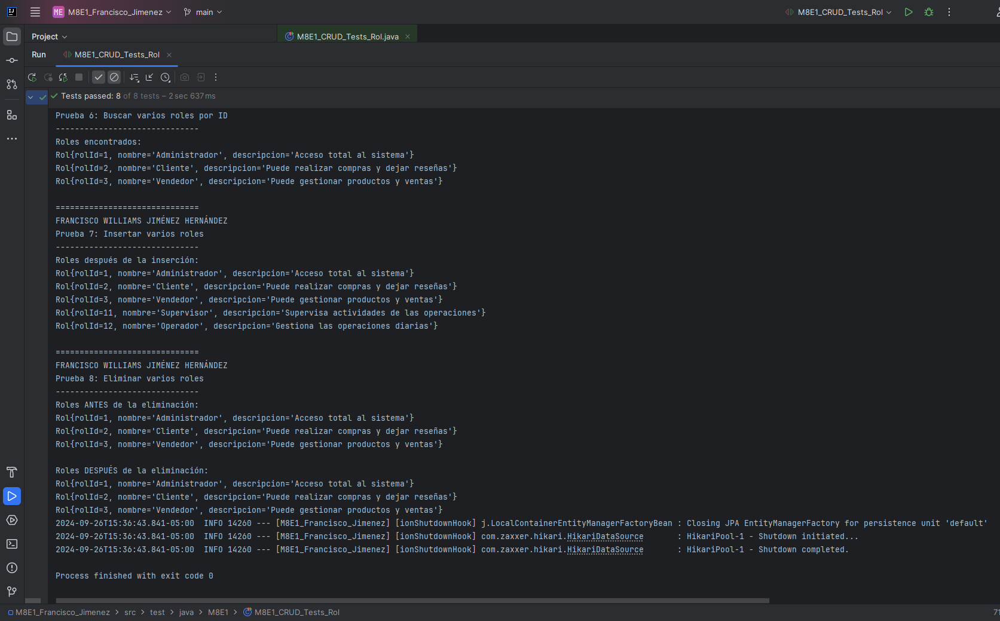 ME M8E1_Francisco_Jimenez main M8E1_CRUD_Tests_Rol
Project M8E1_CRUD_Tests_Rol.java
Run M8E1_CRUD_Tests_Rol
Tests passed: 8 of 8 tests – 2 sec 637 ms
Prueba 6: Buscar varios roles por ID
------------------------------
Roles encontrados:
Rol{rolId=1, nombre='Administrador', descripcion='Acceso total al sistema'}
Rol{rolId=2, nombre='Cliente', descripcion='Puede realizar compras y dejar reseñas'}
Rol{rolId=3, nombre='Vendedor', descripcion='Puede gestionar productos y ventas'}
==============================
FRANCISCO WILLIAMS JIMÉNEZ HERNÁNDEZ
Prueba 7: Insertar varios roles
------------------------------
Roles después de la inserción:
Rol{rolId=1, nombre='Administrador', descripcion='Acceso total al sistema'}
Rol{rolId=2, nombre='Cliente', descripcion='Puede realizar compras y dejar reseñas'}
Rol{rolId=3, nombre='Vendedor', descripcion='Puede gestionar productos y ventas'}
Rol{rolId=11, nombre='Supervisor', descripcion='Supervisa actividades de las operaciones'}
Rol{rolId=12, nombre='Operador', descripcion='Gestiona las operaciones diarias'}
==============================
FRANCISCO WILLIAMS JIMÉNEZ HERNÁNDEZ
Prueba 8: Eliminar varios roles
------------------------------
Roles ANTES de la eliminación:
Rol{rolId=1, nombre='Administrador', descripcion='Acceso total al sistema'}
Rol{rolId=2, nombre='Cliente', descripcion='Puede realizar compras y dejar reseñas'}
Rol{rolId=3, nombre='Vendedor', descripcion='Puede gestionar productos y ventas'}
Roles DESPUÉS de la eliminación:
Rol{rolId=1, nombre='Administrador', descripcion='Acceso total al sistema'}
Rol{rolId=2, nombre='Cliente', descripcion='Puede realizar compras y dejar reseñas'}
Rol{rolId=3, nombre='Vendedor', descripcion='Puede gestionar productos y ventas'}
2024-09-26T15:36:43.841-05:00  INFO 14260 --- [M8E1_Francisco_Jimenez] [ionShutdownHook] j.LocalContainerEntityManagerFactoryBean : Closing JPA EntityManagerFactory for persistence unit 'default'
2024-09-26T15:36:43.841-05:00  INFO 14260 --- [M8E1_Francisco_Jimenez] [ionShutdownHook] com.zaxxer.hikari.HikariDataSource       : HikariPool-1 - Shutdown initiated...
2024-09-26T15:36:43.841-05:00  INFO 14260 --- [M8E1_Francisco_Jimenez] [ionShutdownHook] com.zaxxer.hikari.HikariDataSource       : HikariPool-1 - Shutdown completed.
Process finished with exit code 0
M8E1_Francisco_Jimenez > src > test > java > M8E1 > M8E1_CRUD_Tests_Rol